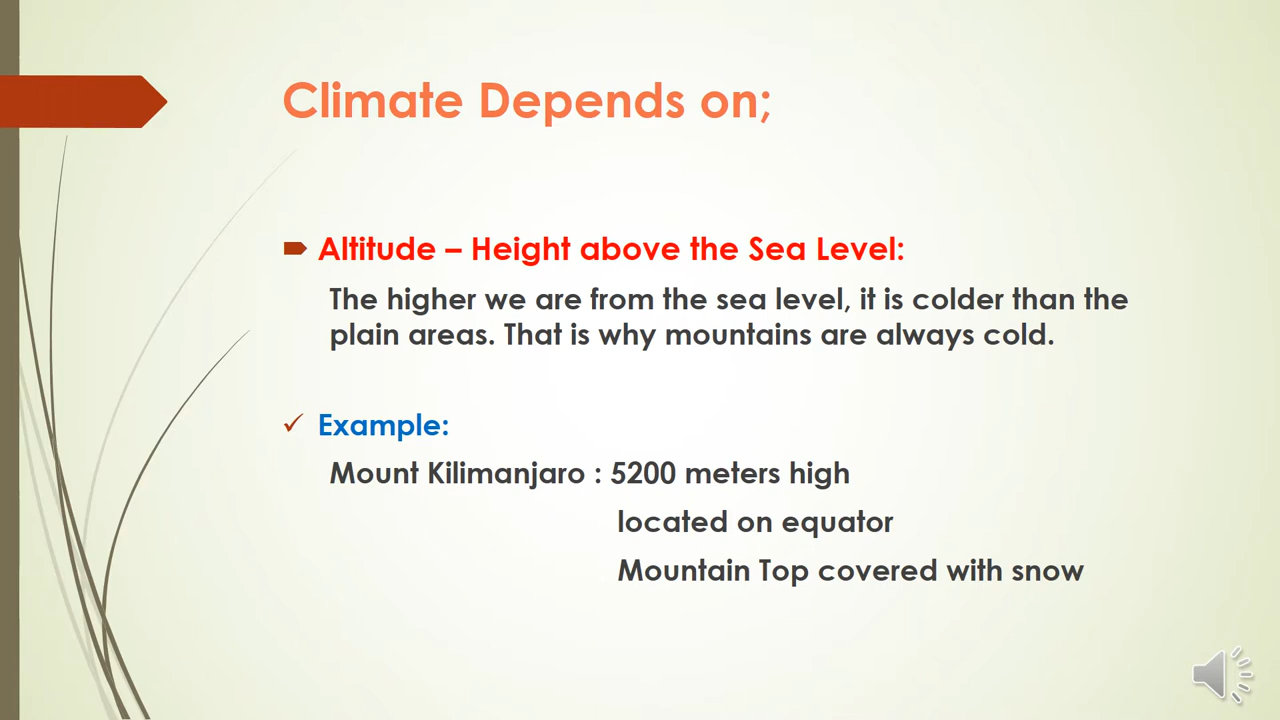 Climate Depends on;
Altitude – Height above the Sea Level:
The higher we are from the sea level, it is colder than the
plain areas. That is why mountains are always cold.
Example:
Mount Kilimanjaro : 5200 meters high
located on equator
Mountain Top covered with snow